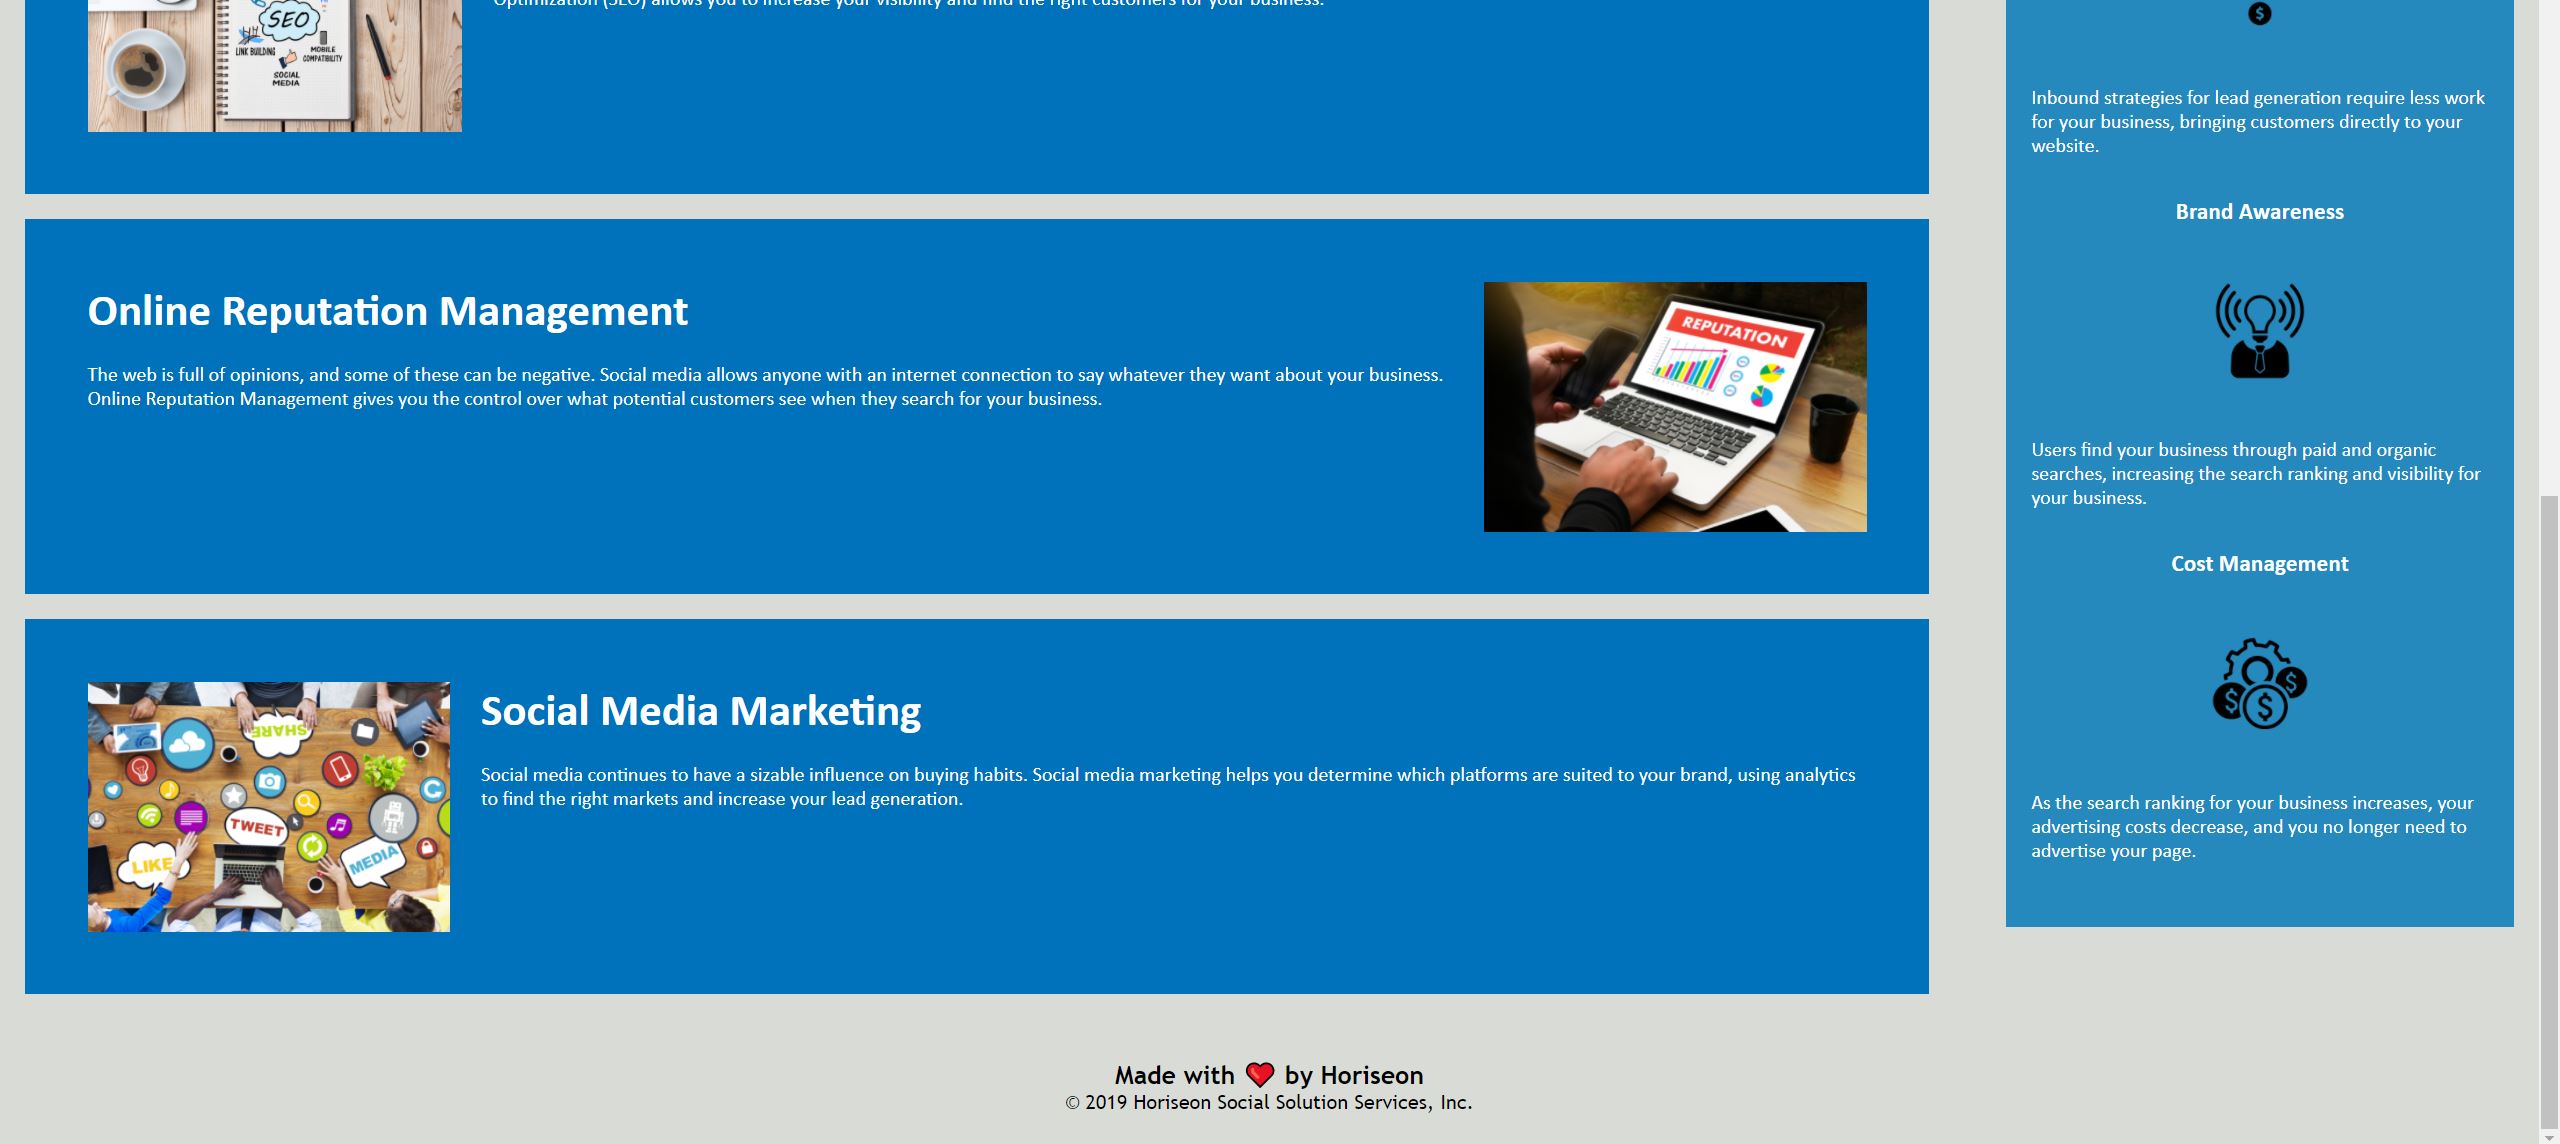 Optimization (SEO) allows you to increase your visibility and find the right customers for your business.
SEO
LINK BUILDING
MOBILE
COMPATIBILITY
SOCIAL
MEDIA
Online Reputation Management
The web is full of opinions, and some of these can be negative. Social media allows anyone with an internet connection to say whatever they want about your business.
Online Reputation Management gives you the control over what potential customers see when they search for your business.
REPUTATION
SHARE
TWEET
LIKE
MEDIA
Social Media Marketing
Social media continues to have a sizable influence on buying habits. Social media marketing helps you determine which platforms are suited to your brand, using analytics
to find the right markets and increase your lead generation.
$
Inbound strategies for lead generation require less work
for your business, bringing customers directly to your
website.
Brand Awareness
Users find your business through paid and organic
searches, increasing the search ranking and visibility for
your business.
Cost Management
$ $ $
As the search ranking for your business increases, your
advertising costs decrease, and you no longer need to
advertise your page.
Made with ❤️ by Horiseon
© 2019 Horiseon Social Solution Services, Inc.